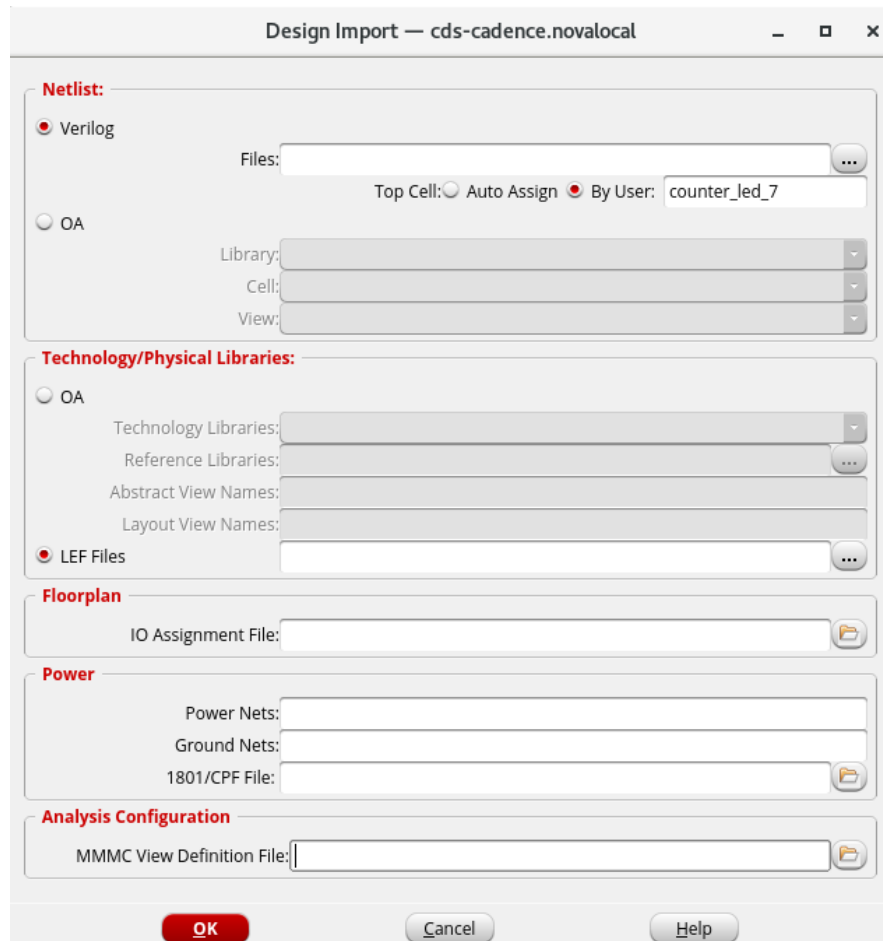 Design Import — cds-cadence.novalocal
Netlist:
Verilog
Files:
...
Top Cell: Auto Assign By User: counter_led_7
OA
Library:
Cell:
View:
Technology/Physical Libraries:
OA
Technology Libraries:
Reference Libraries:
...
Abstract View Names:
Layout View Names:
LEF Files
...
Floorplan
IO Assignment File:
Power
Power Nets:
Ground Nets:
1801/CPF File:
Analysis Configuration
MMMC View Definition File:
OK Cancel Help